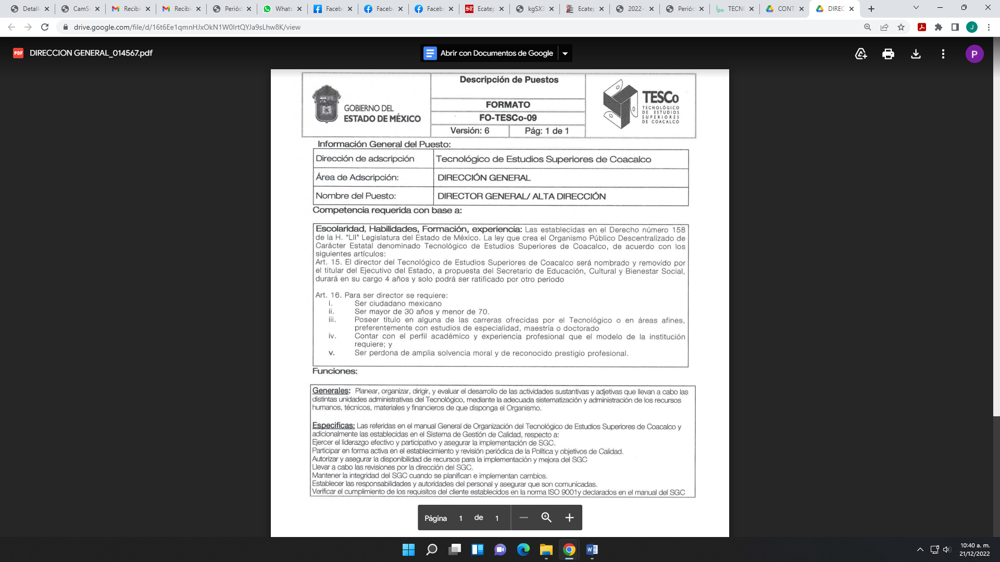 Detall
CamSc
Recibi
Recibi
Periód
Whats
Faceb
Faceb
Faceb
Ecatep
kgSX3
Ecatep
2022-
Periód
TECN
CONT
DIREC
drive.google.com/file/d/16t6Ee1qmnHJxOkN1W0IrtQYJa9sLhw8K/view
J
PDF
DIRECCION GENERAL_014567.pdf
Abrir con Documentos de Google
P
GOBIERNO DEL
ESTADO DE MÉXICO
Descripción de Puestos
FORMATO
FO-TESCo-09
Versión: 6
Pág: 1 de 1
TESCo
TECNOLÓGICO
DE ESTUDIOS
SUPERIORES
DE COACALCO
Información General del Puesto:
Dirección de adscripción Tecnológico de Estudios Superiores de Coacalco
Área de Adscripción: DIRECCIÓN GENERAL
Nombre del Puesto: DIRECTOR GENERAL/ ALTA DIRECCIÓN
Competencia requerida con base a:
Escolaridad, Habilidades, Formación, experiencia: Las establecidas en el Derecho número 158
de la H. “LII” Legislatura del Estado de México. La ley que crea el Organismo Público Descentralizado de
Carácter Estatal denominado Tecnológico de Estudios Superiores de Coacalco, de acuerdo con los
siguientes artículos:
Art. 15. El director del Tecnológico de Estudios Superiores de Coacalco será nombrado y removido por
el titular del Ejecutivo del Estado, a propuesta del Secretario de Educación, Cultural y Bienestar Social,
durará en su cargo 4 años y solo podrá ser ratificado por otro periodo
Art. 16. Para ser director se requiere:
i. Ser ciudadano mexicano
ii. Ser mayor de 30 años y menor de 70.
iii. Poseer título en alguna de las carreras ofrecidas por el Tecnológico o en áreas afines,
preferentemente con estudios de especialidad, maestría o doctorado
iv. Contar con el perfil académico y experiencia profesional que el modelo de la institución
requiere; y
v. Ser perdona de amplia solvencia moral y de reconocido prestigio profesional.
Funciones:
Generales: Planear, organizar, dirigir, y evaluar el desarrollo de las actividades sustantivas y adjetivas que llevan a cabo las
distintas unidades administrativas del Tecnológico, mediante la adecuada sistematización y administración de los recursos
humanos, técnicos, materiales y financieros de que disponga el Organismo.
Especificas: Las referidas en el manual General de Organización del Tecnológico de Estudios Superiores de Coacalco y
adicionalmente las establecidas en el Sistema de Gestión de Calidad, respecto a:
Ejercer el liderazgo efectivo y participativo y asegurar la implementación de SGC.
Participar en forma activa en el establecimiento y revisión periódica de la Política y objetivos de Calidad.
Autorizar y asegurar la disponibilidad de recursos para la implementación y mejora del SGC
Llevar a cabo las revisiones por la dirección del SGC.
Mantener la integridad del SGC cuando se planifican e implementan cambios.
Establecer las responsabilidades y autoridades del personal y asegurar que son comunicadas.
Verificar el cumplimiento de los requisitos del cliente establecidos en la norma ISO 9001y declarados en el manual del SGC
Página 1 de 1
10:40 a. m.
21/12/2022